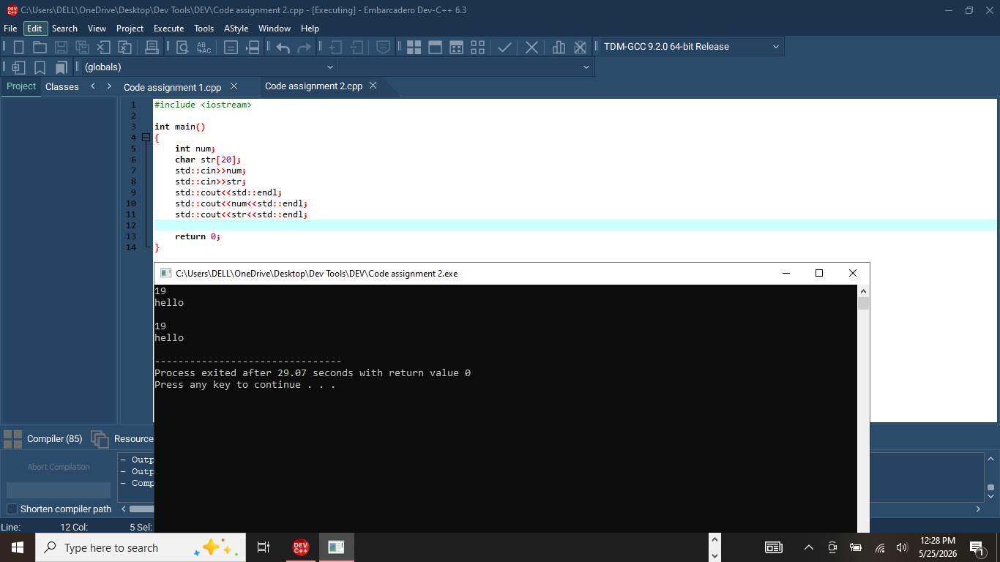 C:\Users\DELL\OneDrive\Desktop\Dev Tools\DEV\Code assignment 2.cpp - [Executing] - Embarcadero Dev-C++ 6.3
File Edit Search View Project Execute Tools AStyle Window Help
TDM-GCC 9.2.0 64-bit Release
(globals)
Project Classes Code assignment 1.cpp Code assignment 2.cpp
1 #include <iostream>
2
3 int main()
4 {
5 int num;
6 char str[20];
7 std::cin>>num;
8 std::cin>>str;
9 std::cout<<std::endl;
10 std::cout<<num<<std::endl;
11 std::cout<<str<<std::endl;
12
13 return 0;
14 }
C:\Users\DELL\OneDrive\Desktop\Dev Tools\DEV\Code assignment 2.exe
19
hello
19
hello
--------------------------------
Process exited after 29.07 seconds with return value 0
Press any key to continue . . .
Compiler (85) Resource
Abort Compilation
- Outp
- Outp
- Comp
Shorten compiler path
Line: 12 Col: 5 Sel:
DEV C++
Type here to search
12:28 PM
5/25/2026
1